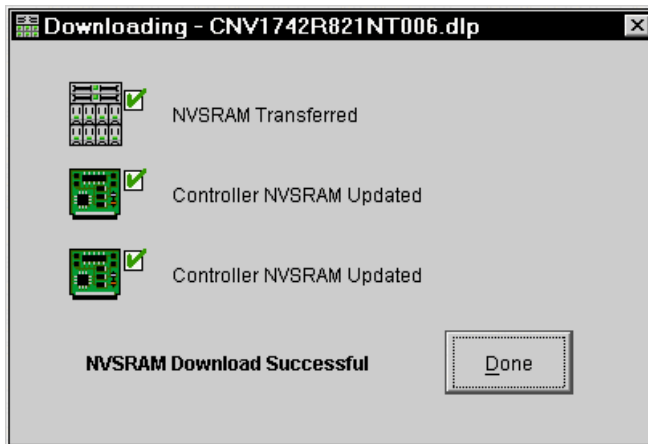 Downloading - CNV1742R821NT006.dlp
NVSRAM Transferred
Controller NVSRAM Updated
Controller NVSRAM Updated
NVSRAM Download Successful
Done